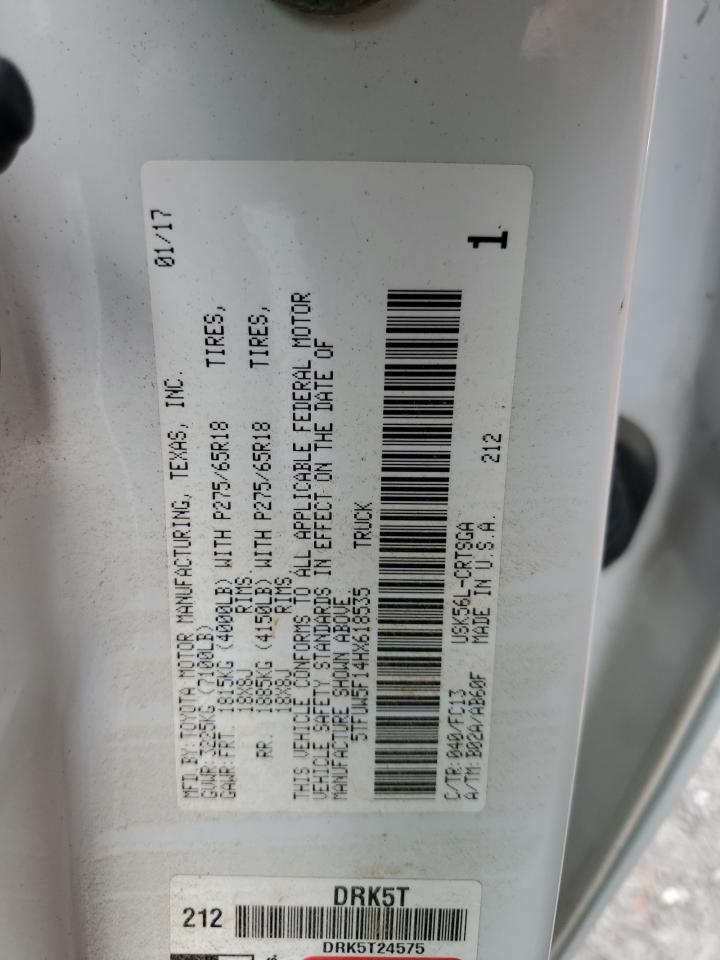 MFD BY: TOYOTA MOTOR MANUFACTURING, TEXAS, INC. 01/17
GVWR: 3225KG (7100LB)
GAWR: FRT. 1815KG (4000LB) WITH P275/65R18 TIRES,
18X8J RIMS
RR. 1885KG (4150LB) WITH P275/65R18 TIRES,
18X8J RIMS
THIS VEHICLE CONFORMS TO ALL APPLICABLE FEDERAL MOTOR
VEHICLE SAFETY STANDARDS IN EFFECT ON THE DATE OF
MANUFACTURE SHOWN ABOVE.
5TFUW5F14HX618535 TRUCK
C/TR: 040/FC13 USK56L-CRTSGA
A/TM: B02A/AB60F MADE IN U.S.A. 212
1
DRK5T
212
DRK5T24575